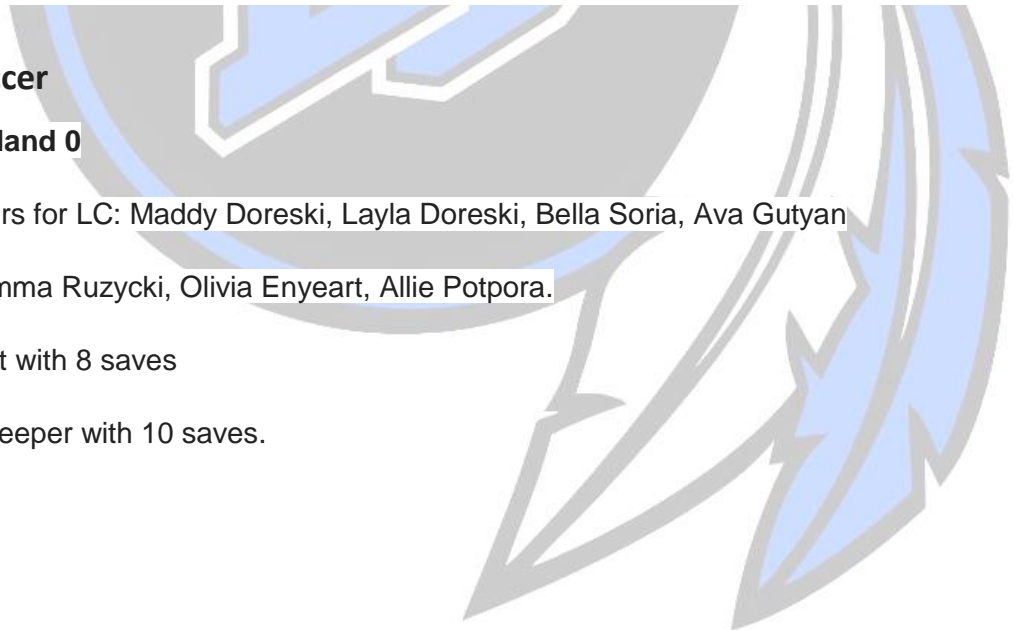 ccer
land 0
rs for LC: Maddy Doreski, Layla Doreski, Bella Soria, Ava Gutyan
mma Ruzycki, Olivia Enyeart, Allie Potpora.
t with 8 saves
eeper with 10 saves.